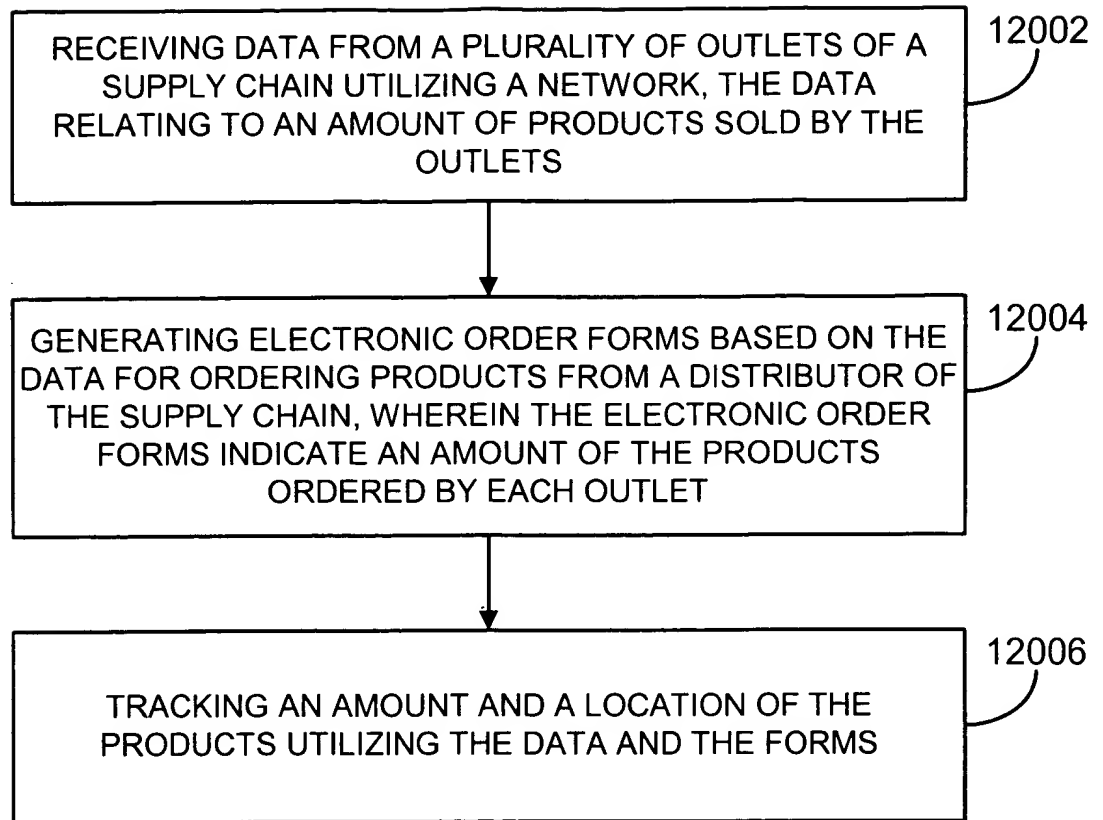 RECEIVING DATA FROM A PLURALITY OF OUTLETS OF A
SUPPLY CHAIN UTILIZING A NETWORK, THE DATA
RELATING TO AN AMOUNT OF PRODUCTS SOLD BY THE
OUTLETS
12002
GENERATING ELECTRONIC ORDER FORMS BASED ON THE
DATA FOR ORDERING PRODUCTS FROM A DISTRIBUTOR OF
THE SUPPLY CHAIN, WHEREIN THE ELECTRONIC ORDER
FORMS INDICATE AN AMOUNT OF THE PRODUCTS
ORDERED BY EACH OUTLET
12004
TRACKING AN AMOUNT AND A LOCATION OF THE
PRODUCTS UTILIZING THE DATA AND THE FORMS
12006